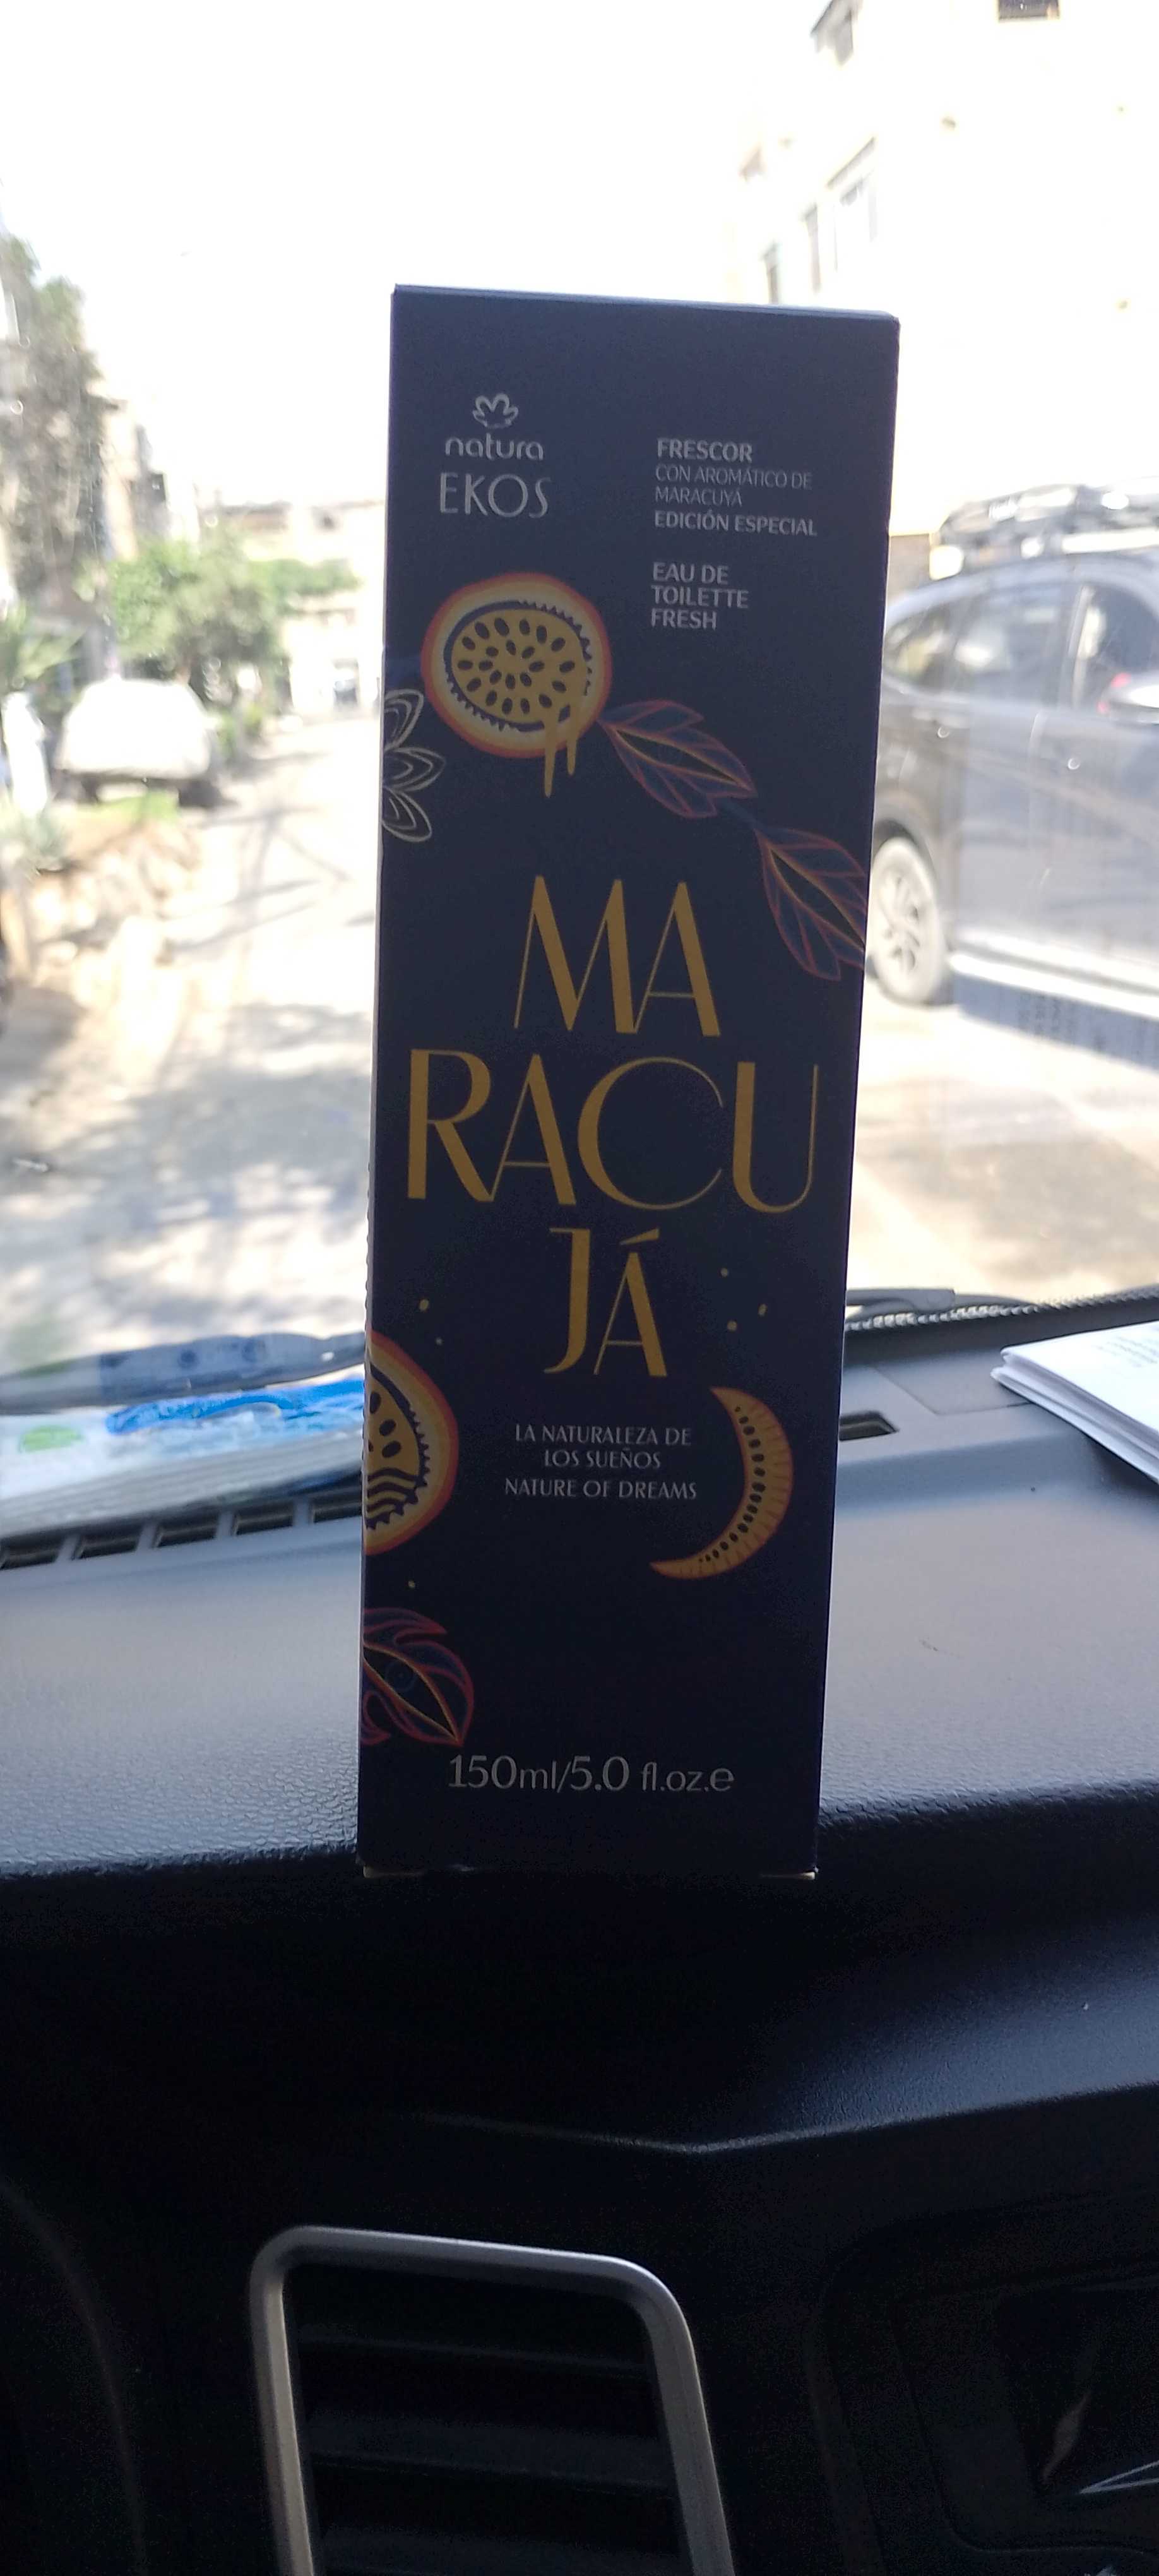 natura
EKOS
FRESCOR
CON AROMÁTICO DE
MARACUYÁ
EDICIÓN ESPECIAL
EAU DE
TOILETTE
FRESH
MA
RACU
JÁ
LA NATURALEZA DE
LOS SUEÑOS
NATURE OF DREAMS
150ml/5.0 fl.oz.e